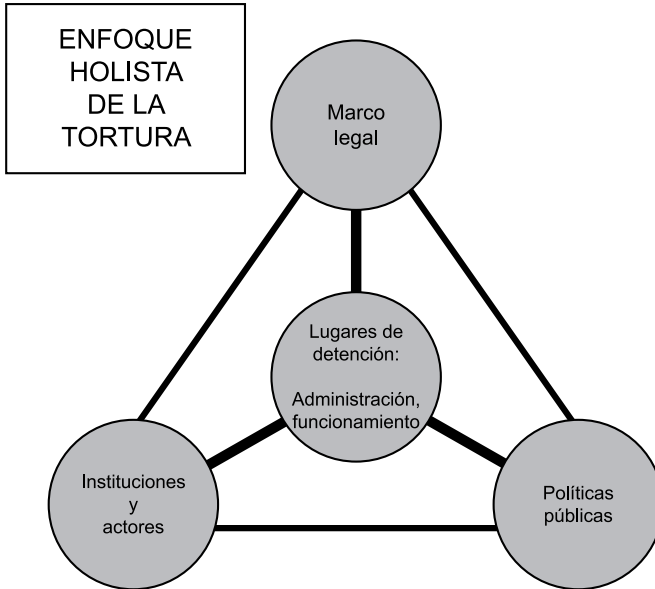 ENFOQUE
HOLISTA
DE LA
TORTURA
Marco
legal
Lugares de
detención:
Administración,
funcionamiento
Instituciones
y
actores
Políticas
públicas